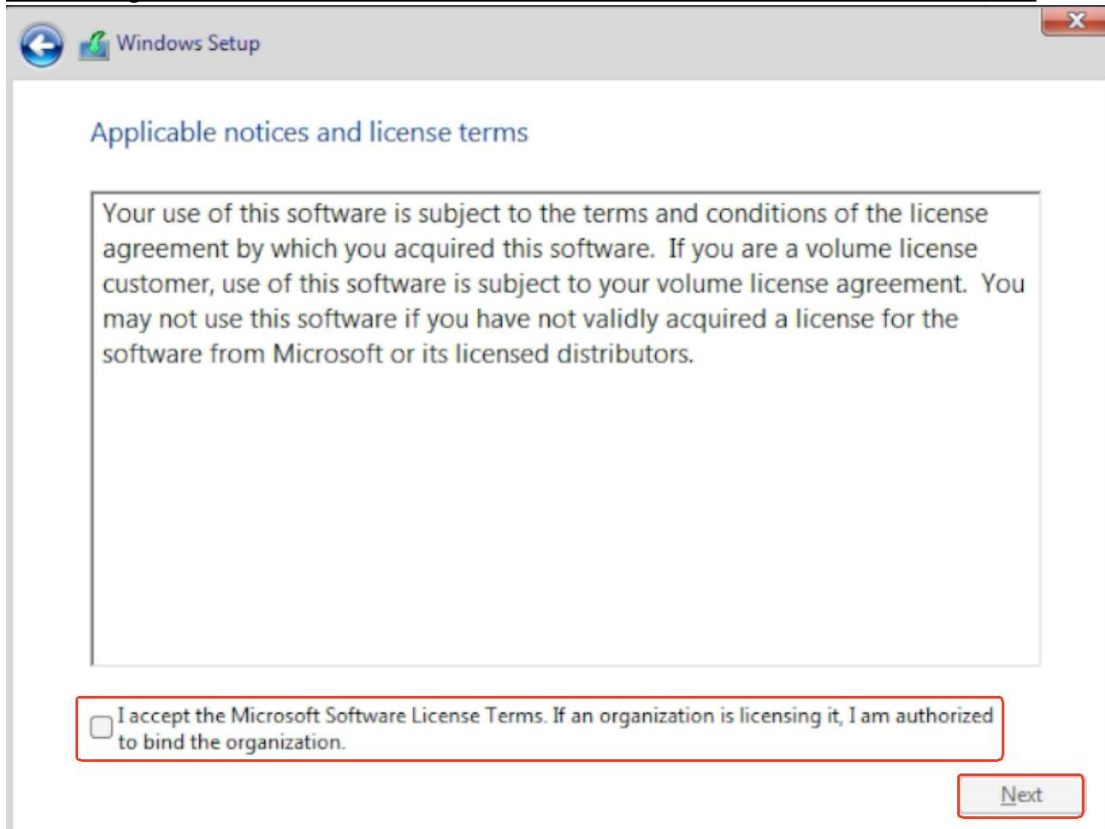 Windows Setup
Applicable notices and license terms
Your use of this software is subject to the terms and conditions of the license
agreement by which you acquired this software.  If you are a volume license
customer, use of this software is subject to your volume license agreement.  You
may not use this software if you have not validly acquired a license for the
software from Microsoft or its licensed distributors.
I accept the Microsoft Software License Terms. If an organization is licensing it, I am authorized
to bind the organization.
Next